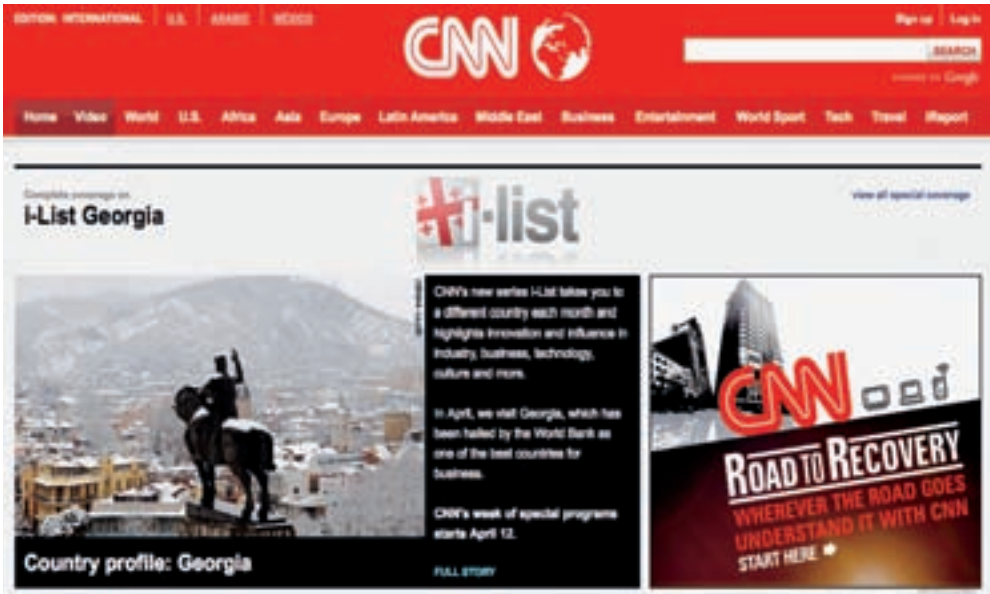 EDITION: INTERNATIONAL U.S. ARABIC MÉXICO
CNN
Sign up Log in
SEARCH
POWERED BY Google
Home Video World U.S. Africa Asia Europe Latin America Middle East Business Entertainment World Sport Tech Travel iReport
Complete coverage on
i-List Georgia
i-list
view all special coverage
CNN's new series i-List takes you to
a different country each month and
highlights innovation and influence in
industry, business, technology,
culture and more.
In April, we visit Georgia, which has
been hailed by the World Bank as
one of the best countries for
business.
CNN's week of special programs
starts April 12.
FULL STORY
Country profile: Georgia
CNN
ROAD TO RECOVERY
WHEREVER THE ROAD GOES
UNDERSTAND IT WITH CNN
START HERE